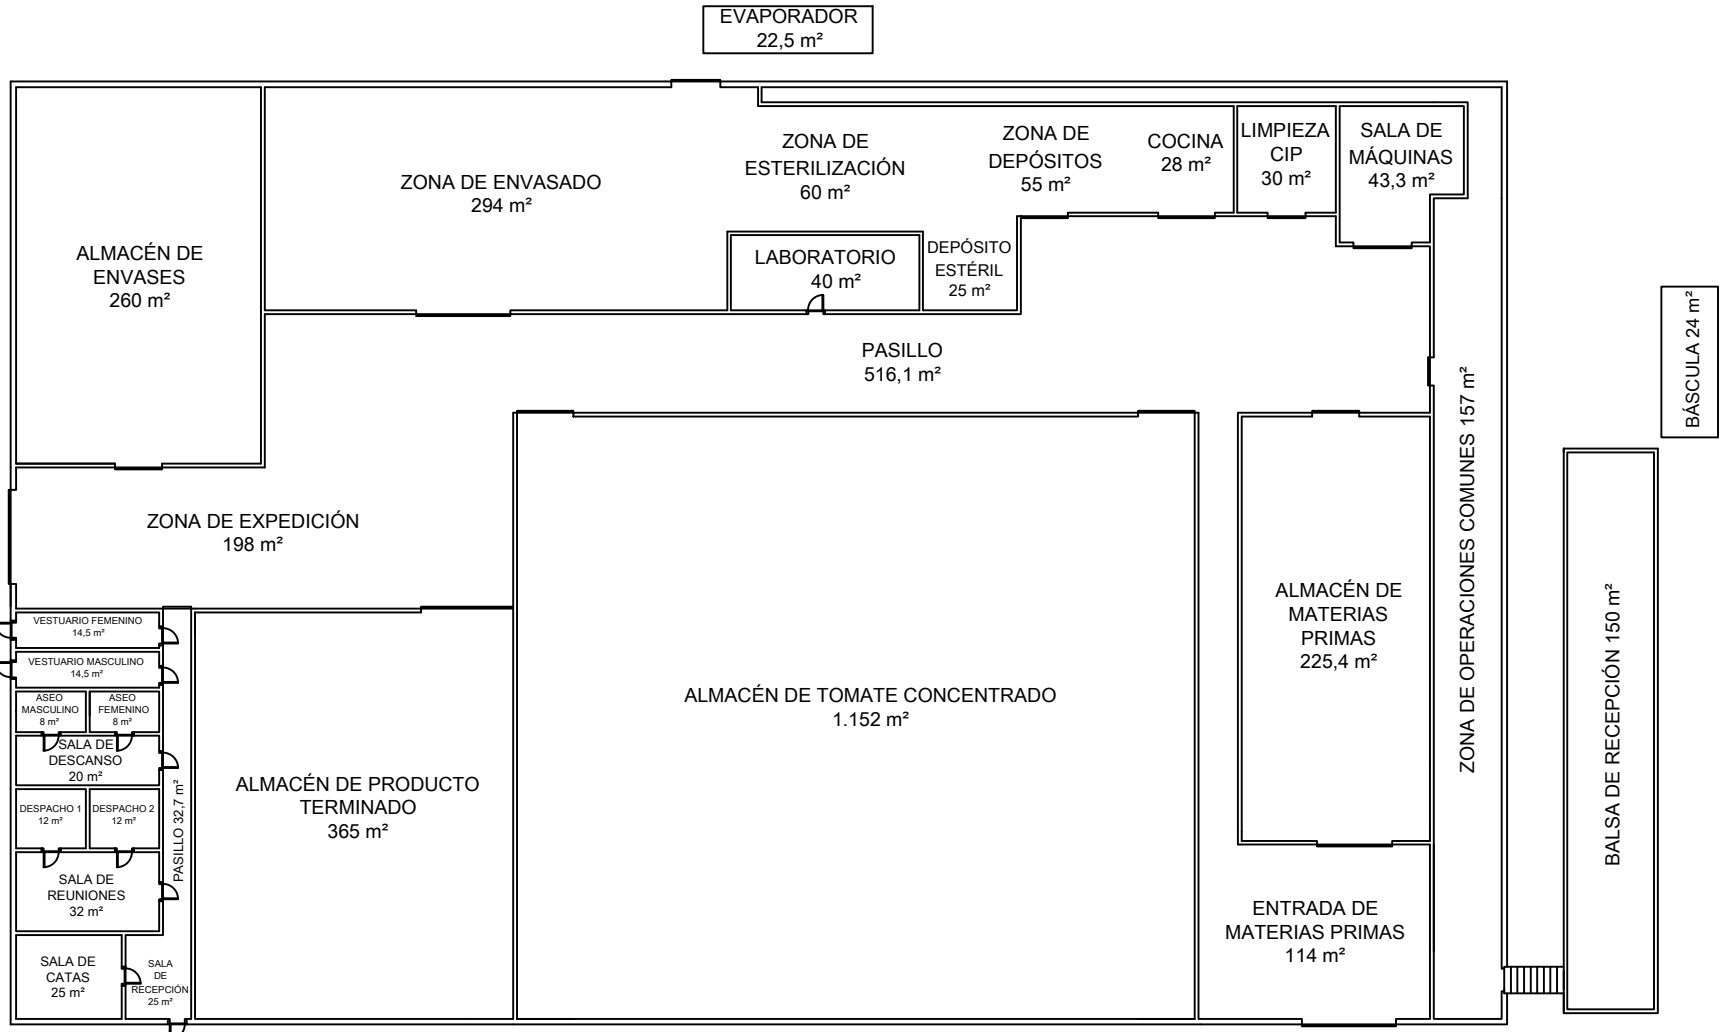 EVAPORADOR
22,5 m²
ALMACÉN DE
ENVASES
260 m²
ZONA DE ENVASADO
294 m²
ZONA DE
ESTERILIZACIÓN
60 m²
ZONA DE
DEPÓSITOS
55 m²
COCINA
28 m²
LIMPIEZA
CIP
30 m²
SALA DE
MÁQUINAS
43,3 m²
LABORATORIO
40 m²
DEPÓSITO
ESTÉRIL
25 m²
PASILLO
516,1 m²
BÁSCULA 24 m²
ZONA DE OPERACIONES COMUNES 157 m²
BALSA DE RECEPCIÓN 150 m²
ZONA DE EXPEDICIÓN
198 m²
ALMACÉN DE
MATERIAS
PRIMAS
225,4 m²
VESTUARIO FEMENINO
14,5 m²
VESTUARIO MASCULINO
14,5 m²
ASEO
MASCULINO
8 m²
ASEO
FEMENINO
8 m²
SALA DE
DESCANSO
20 m²
DESPACHO 1
12 m²
DESPACHO 2
12 m²
PASILLO 32,7 m²
SALA DE
REUNIONES
32 m²
SALA DE
CATAS
25 m²
SALA
DE
RECEPCIÓN
25 m²
ALMACÉN DE PRODUCTO
TERMINADO
365 m²
ALMACÉN DE TOMATE CONCENTRADO
1.152 m²
ENTRADA DE
MATERIAS PRIMAS
114 m²